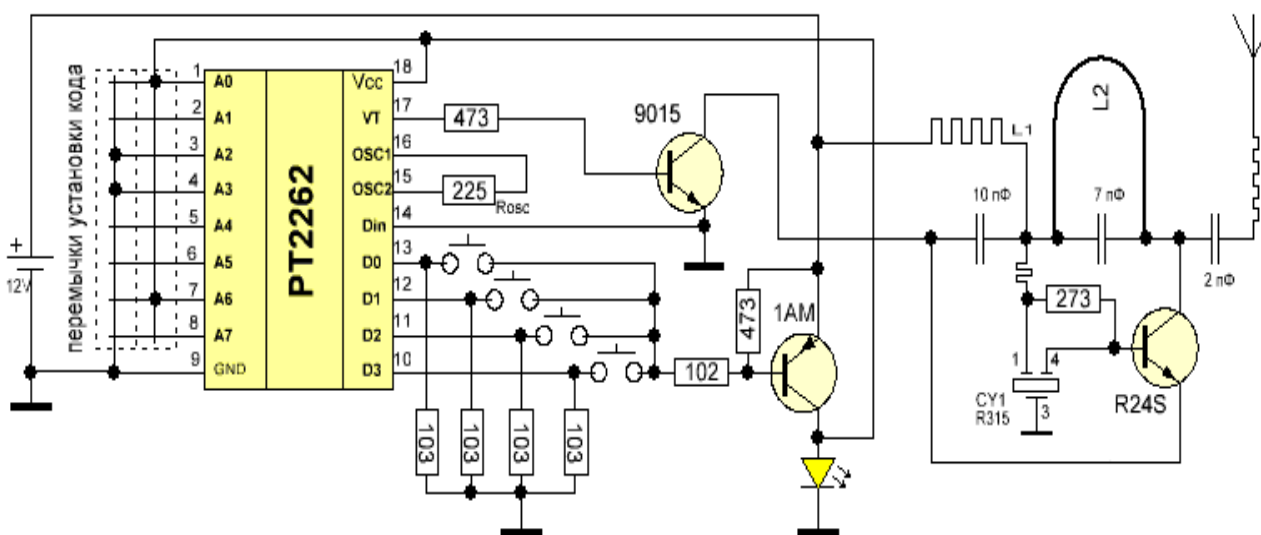 перемычки установки кода
+
12V
1
2
3
4
5
6
7
8
9
A0
A1
A2
A3
A4
A5
A6
A7
GND
PT2262
Vcc
VT
OSC1
OSC2
Din
D0
D1
D2
D3
18
17
16
15
14
13
12
11
10
473
225
Rosc
103
103
103
103
102
473
9015
1AM
L1
L2
10 пФ
7 пФ
2 пФ
273
1
4
3
CY1
R315
R24S